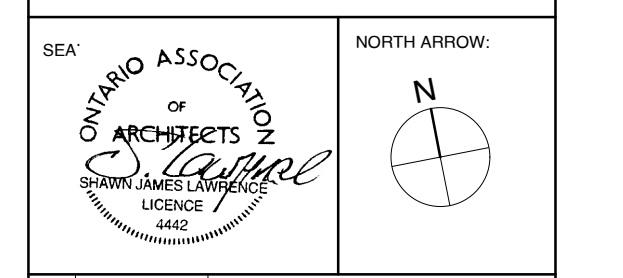 SEA
ONTARIO ASSOCIATION
OF
ARCHITECTS
SHAWN JAMES LAWRENCE
LICENCE
4442
NORTH ARROW:
N